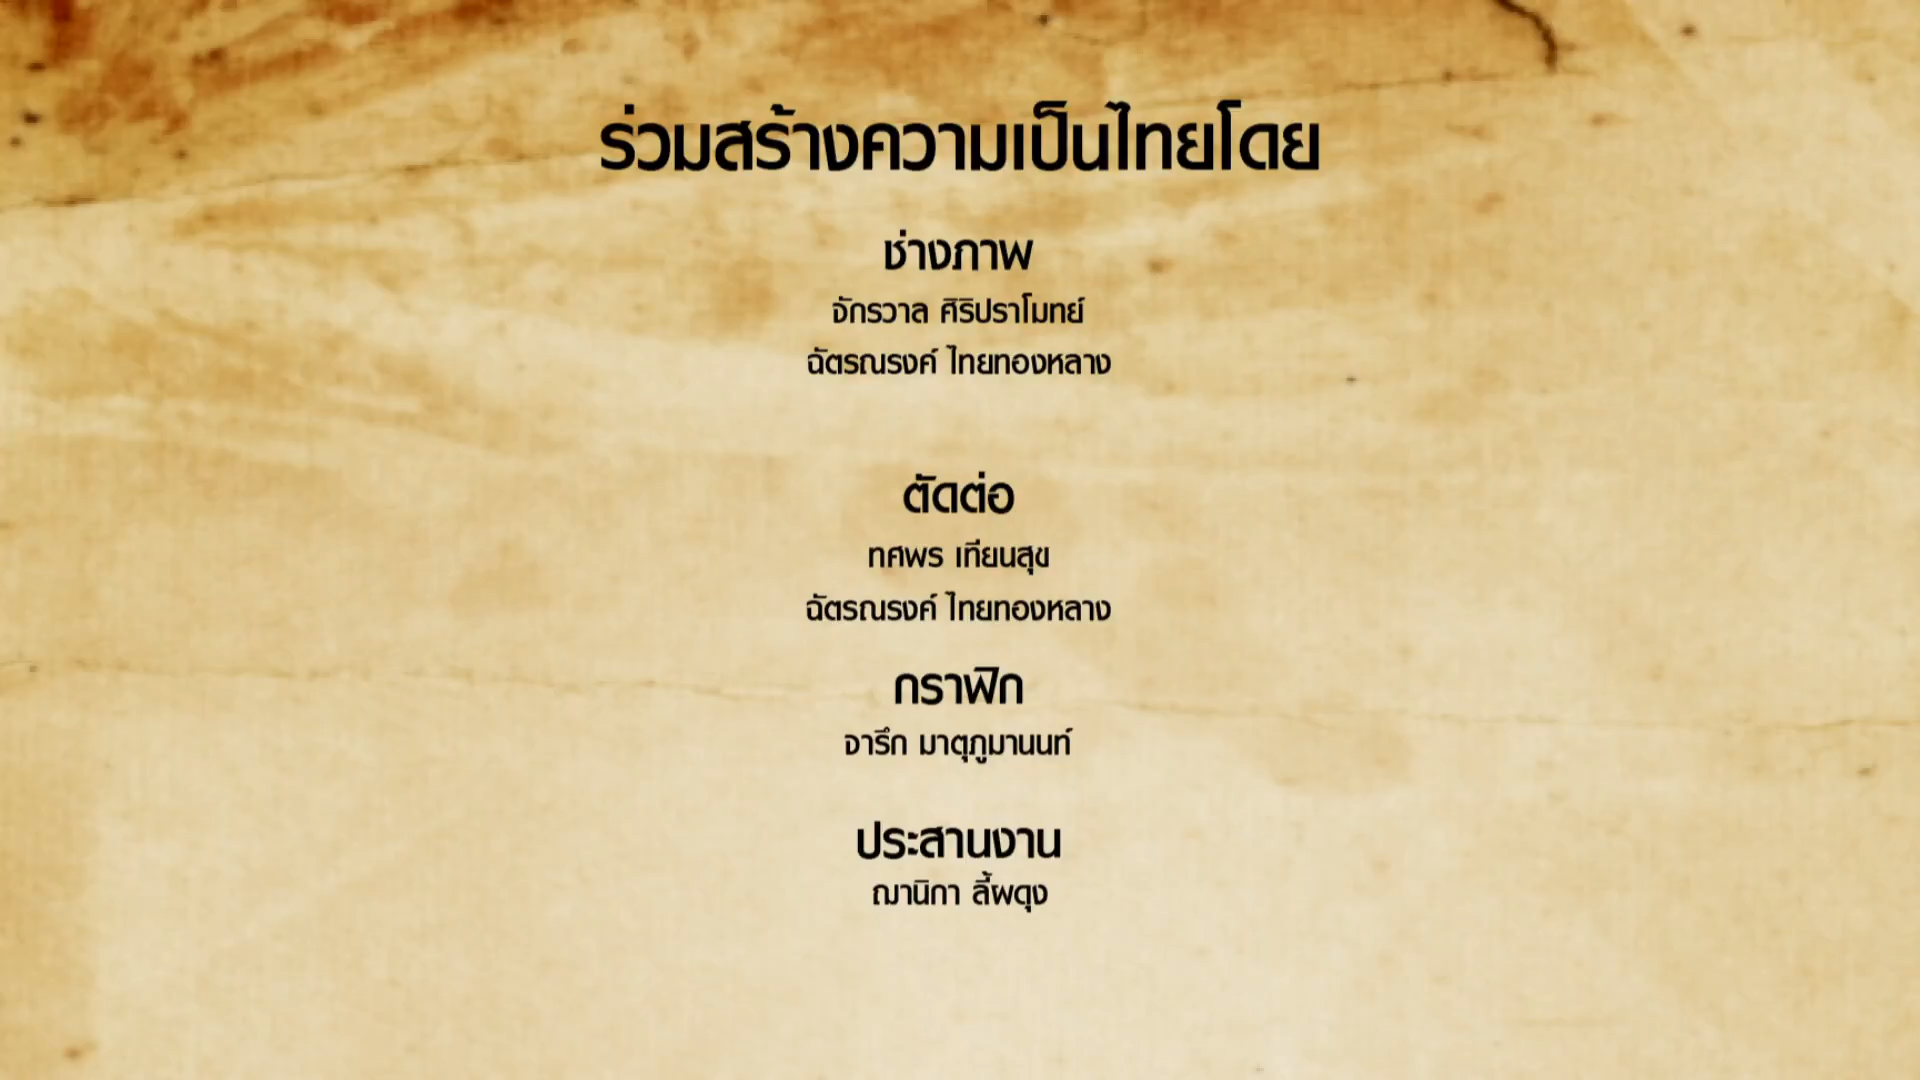 ร่วมสร้างความเป็นไทยโดย
ช่างภาพ
จักรวาล ศิริปราโมทย์
ฉัตรณรงค์ ไทยทองหลาง
ตัดต่อ
ทศพร เทียนสุข
ฉัตรณรงค์ ไทยทองหลาง
กราฟิก
จารึก มาตุภูมานนท์
ประสานงาน
ฌานิกา ลี้ผดุง